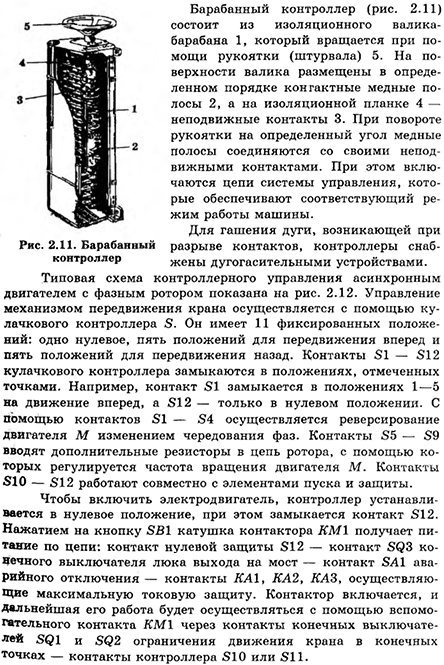 Барабанный контроллер (рис. 2.11)
состоит из изоляционного валика-
барабана 1, который вращается при по-
мощи рукоятки (штурвала) 5. На по-
верхности валика размещены в опреде-
ленном порядке контактные медные по-
лосы 2, а на изоляционной планке 4 —
неподвижные контакты 3. При повороте
рукоятки на определенный угол медные
полосы соединяются со своими непод-
вижными контактами. При этом вклю-
чаются цепи системы управления, кото-
рые обеспечивают соответствующий ре-
жим работы машины.
Для гашения дуги, возникающей при
разрыве контактов, контроллеры снаб-
жены дугогасительными устройствами.
5
4
3
1
2
Рис. 2.11. Барабанный
контроллер
Типовая схема контроллерного управления асинхронным
двигателем с фазным ротором показана на рис. 2.12. Управление
механизмом передвижения крана осуществляется с помощью ку-
лачкового контроллера S. Он имеет 11 фиксированных положе-
ний: одно нулевое, пять положений для передвижения вперед и
пять положений для передвижения назад. Контакты S1 — S12
кулачкового контроллера замыкаются в положениях, отмеченных
точками. Например, контакт S1 замыкается в положениях 1—5
на движение вперед, а S12 — только в нулевом положении. С
помощью контактов S1 — S4 осуществляется реверсирование
двигателя M изменением чередования фаз. Контакты S5 — S9
вводят дополнительные резисторы в цепь ротора, с помощью ко-
торых регулируется частота вращения двигателя M. Контакты
S10 — S12 работают совместно с элементами пуска и защиты.
Чтобы включить электродвигатель, контроллер устанавли-
вается в нулевое положение, при этом замыкается контакт S12.
Нажатием на кнопку SB1 катушка контактора KM1 получает пи-
тание по цепи: контакт нулевой защиты S12 — контакт SQ3 ко-
нечного выключателя люка выхода на мост — контакт SA1 ава-
рийного отключения — контакты KA1, KA2, KA3, осуществляю-
щие максимальную токовую защиту. Контактор включается, и
дальнейшая его работа будет осуществляться с помощью вспомо-
гательного контакта KM1 через контакты конечных выключате-
лей SQ1 и SQ2 ограничения движения крана в конечных
точках — контакты контроллера S10 или S11.